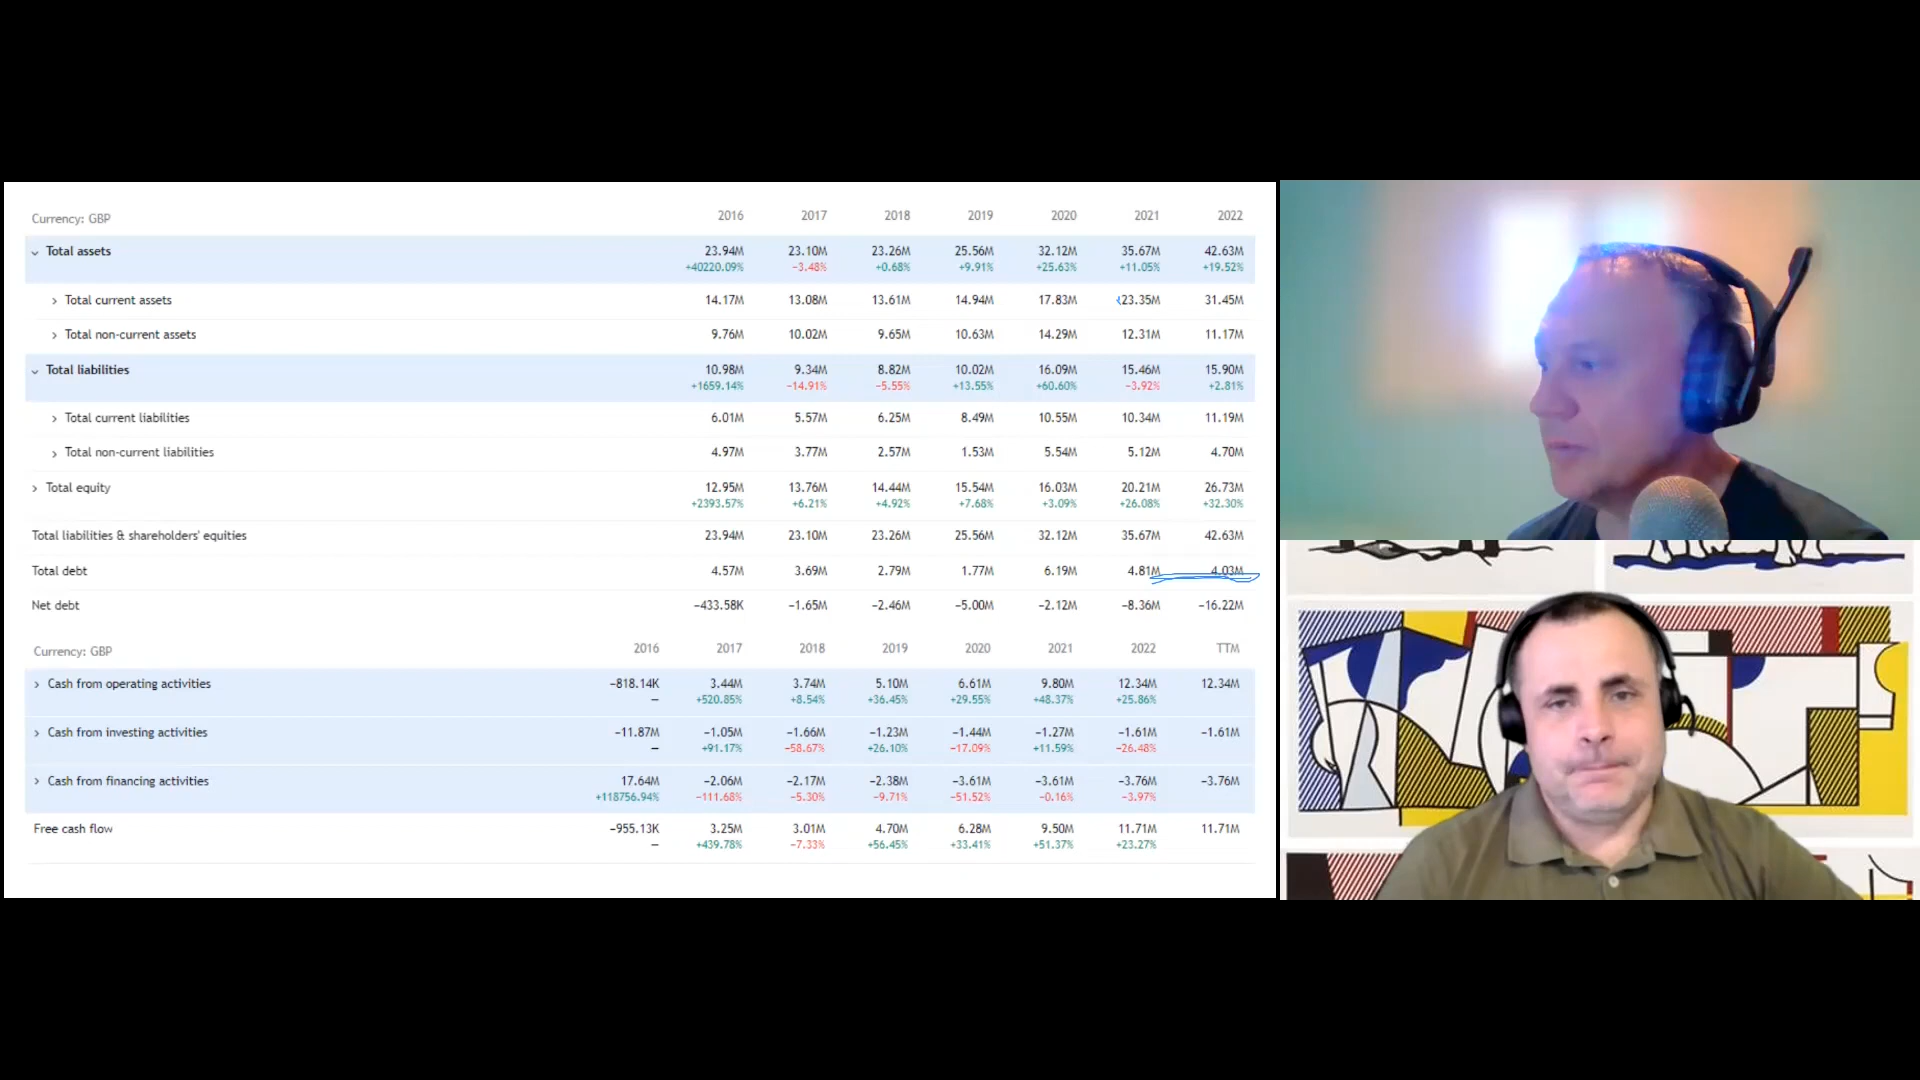 Currency: GBP 2016 2017 2018 2019 2020 2021 2022
Total assets 23.94M 23.10M 23.26M 25.56M 32.12M 35.67M 42.63M
+40220.09% −3.48% +0.68% +9.91% +25.63% +11.05% +19.52%
Total current assets 14.17M 13.08M 13.61M 14.94M 17.83M 23.35M 31.45M
Total non-current assets 9.76M 10.02M 9.65M 10.63M 14.29M 12.31M 11.17M
Total liabilities 10.98M 9.34M 8.82M 10.02M 16.09M 15.46M 15.90M
+1659.14% −14.91% −5.55% +13.55% +60.60% −3.92% +2.81%
Total current liabilities 6.01M 5.57M 6.25M 8.49M 10.55M 10.34M 11.19M
Total non-current liabilities 4.97M 3.77M 2.57M 1.53M 5.54M 5.12M 4.70M
Total equity 12.95M 13.76M 14.44M 15.54M 16.03M 20.21M 26.73M
+2393.57% +6.21% +4.92% +7.68% +3.09% +26.08% +32.30%
Total liabilities & shareholders' equities 23.94M 23.10M 23.26M 25.56M 32.12M 35.67M 42.63M
Total debt 4.57M 3.69M 2.79M 1.77M 6.19M 4.81M 4.03M
Net debt −433.58K −1.65M −2.46M −5.00M −2.12M −8.36M −16.22M
Currency: GBP 2016 2017 2018 2019 2020 2021 2022 TTM
Cash from operating activities −818.14K 3.44M 3.74M 5.10M 6.61M 9.80M 12.34M 12.34M
— +520.85% +8.54% +36.45% +29.55% +48.37% +25.86%
Cash from investing activities −11.87M −1.05M −1.66M −1.23M −1.44M −1.27M −1.61M −1.61M
— +91.17% −58.67% +26.10% −17.09% +11.59% −26.48%
Cash from financing activities 17.64M −2.06M −2.17M −2.38M −3.61M −3.61M −3.76M −3.76M
+118756.94% −111.68% −5.30% −9.71% −51.52% −0.16% −3.97%
Free cash flow −955.13K 3.25M 3.01M 4.70M 6.28M 9.50M 11.71M 11.71M
— +439.78% −7.33% +56.45% +33.41% +51.37% +23.27%